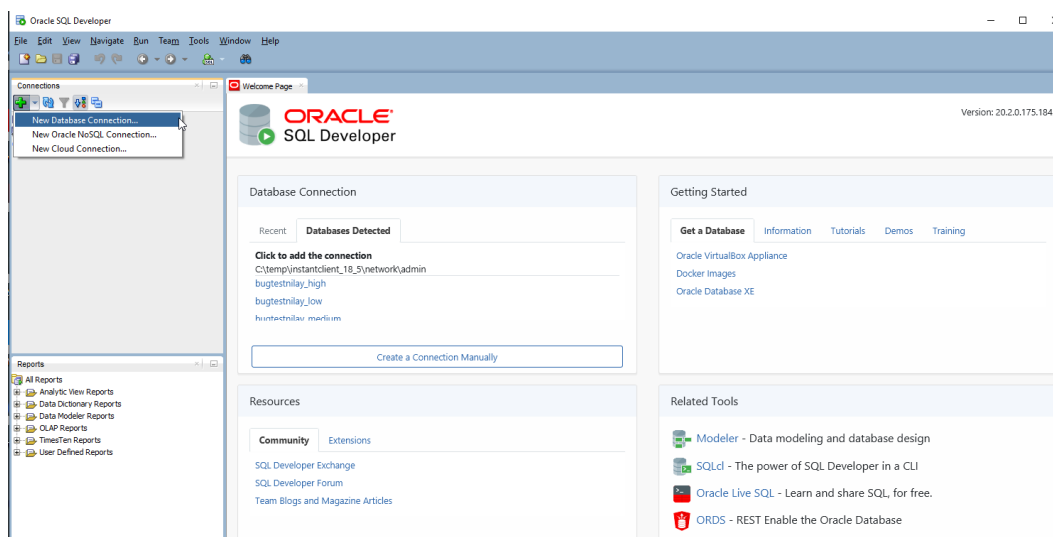 Oracle SQL Developer
File Edit View Navigate Run Team Tools Window Help
Connections
New Database Connection...
New Oracle NoSQL Connection...
New Cloud Connection...
Reports
All Reports
Analytic View Reports
Data Dictionary Reports
Data Modeler Reports
OLAP Reports
TimesTen Reports
User Defined Reports
Welcome Page
ORACLE
SQL Developer
Version: 20.2.0.175.184
Database Connection
Recent Databases Detected
Click to add the connection
C:\temp\instantclient_18_5\network\admin
bugtestnilay_high
bugtestnilay_low
bugtestnilay_medium
Create a Connection Manually
Getting Started
Get a Database Information Tutorials Demos Training
Oracle VirtualBox Appliance
Docker Images
Oracle Database XE
Resources
Community Extensions
SQL Developer Exchange
SQL Developer Forum
Team Blogs and Magazine Articles
Related Tools
Modeler - Data modeling and database design
SQLcl - The power of SQL Developer in a CLI
Oracle Live SQL - Learn and share SQL, for free.
ORDS - REST Enable the Oracle Database